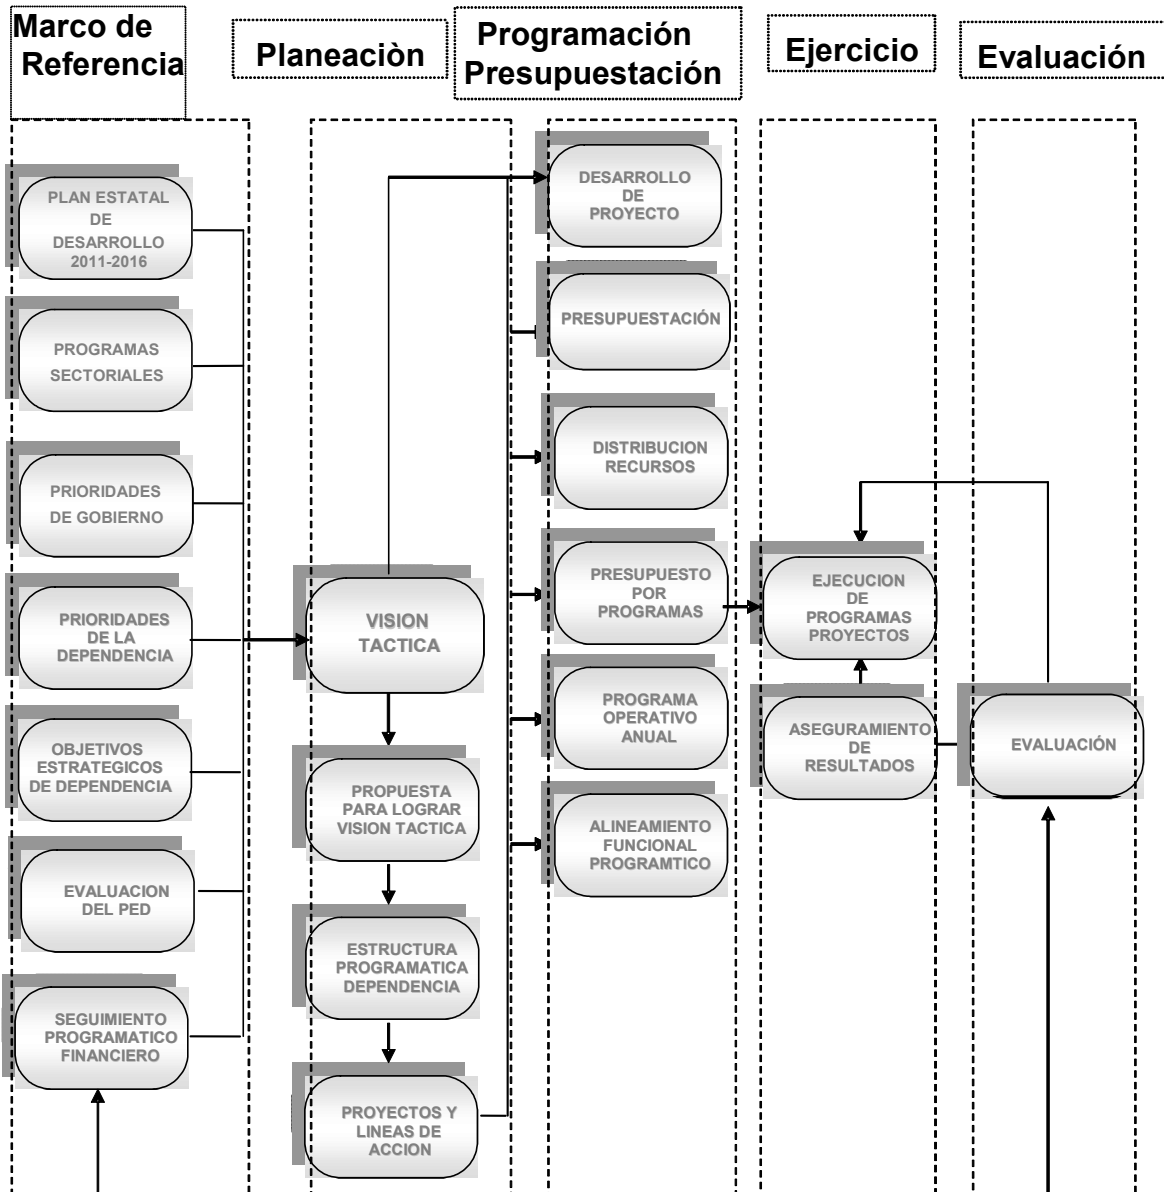 Marco de
Referencia
Planeaciòn
Programación
Presupuestación
Ejercicio
Evaluación
PLAN ESTATAL
DE
DESARROLLO
2011-2016
PROGRAMAS
SECTORIALES
PRIORIDADES
DE GOBIERNO
PRIORIDADES
DE LA
DEPENDENCIA
OBJETIVOS
ESTRATEGICOS
DE DEPENDENCIA
EVALUACION
DEL PED
SEGUIMIENTO
PROGRAMATICO
FINANCIERO
VISION
TACTICA
PROPUESTA
PARA LOGRAR
VISION TACTICA
ESTRUCTURA
PROGRAMATICA
DEPENDENCIA
PROYECTOS Y
LINEAS DE
ACCION
DESARROLLO
DE
PROYECTO
PRESUPUESTACIÓN
DISTRIBUCION
RECURSOS
PRESUPUESTO
POR
PROGRAMAS
PROGRAMA
OPERATIVO
ANUAL
ALINEAMIENTO
FUNCIONAL
PROGRAMTICO
EJECUCION
DE
PROGRAMAS
PROYECTOS
ASEGURAMIENTO
DE
RESULTADOS
EVALUACIÓN